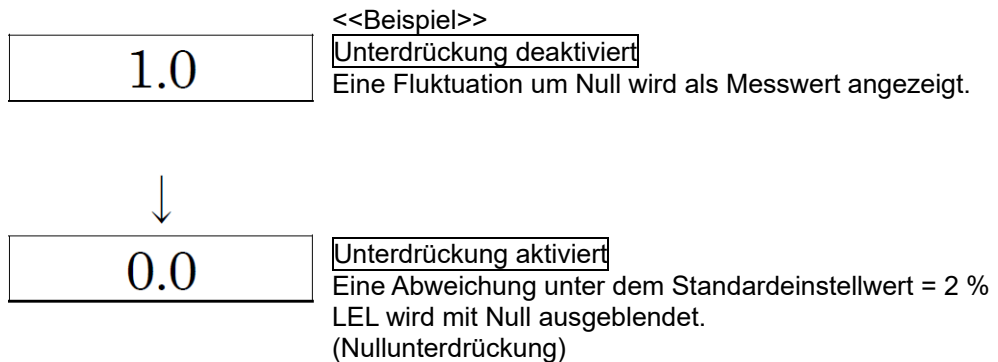 <<Beispiel>>
Unterdrückung deaktiviert
1.0
Eine Fluktuation um Null wird als Messwert angezeigt.
↓
Unterdrückung aktiviert
0.0
Eine Abweichung unter dem Standardeinstellwert = 2 %
LEL wird mit Null ausgeblendet.
(Nullunterdrückung)